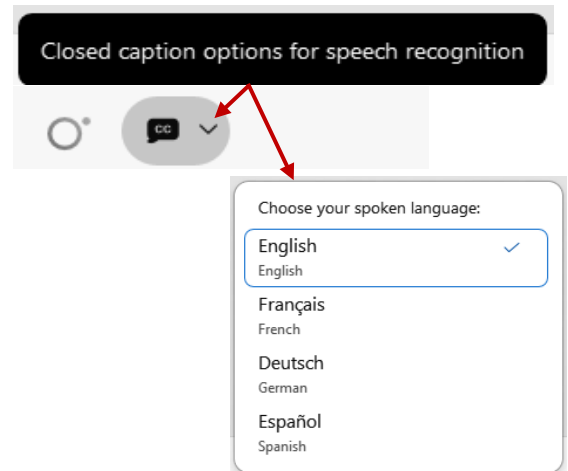 Closed caption options for speech recognition
CC
Choose your spoken language:
English
English
Français
French
Deutsch
German
Español
Spanish